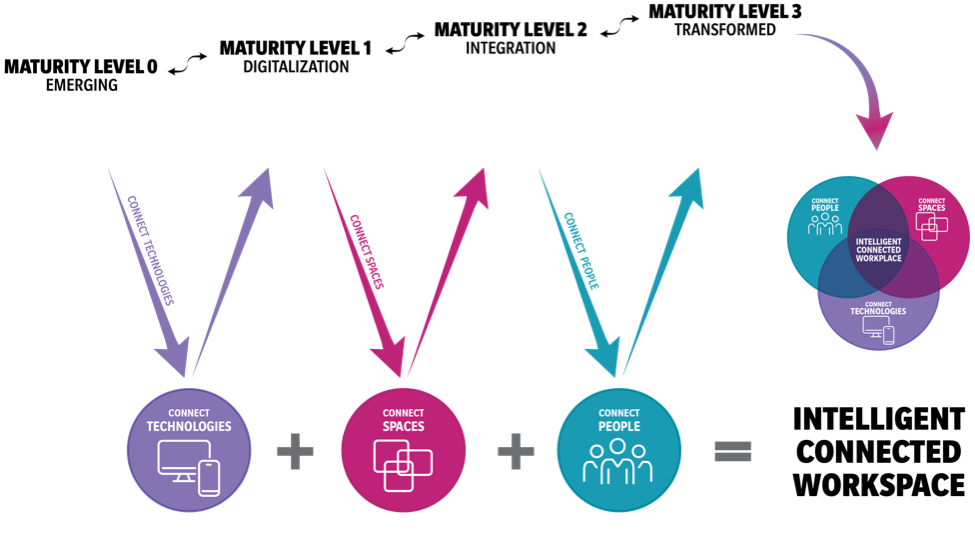 MATURITY LEVEL 0
EMERGING
MATURITY LEVEL 1
DIGITALIZATION
MATURITY LEVEL 2
INTEGRATION
MATURITY LEVEL 3
TRANSFORMED
CONNECT TECHNOLOGIES
CONNECT SPACES
CONNECT PEOPLE
CONNECT
PEOPLE
CONNECT
SPACES
INTELLIGENT
CONNECTED
WORKPLACE
CONNECT
TECHNOLOGIES
CONNECT
TECHNOLOGIES
+
CONNECT
SPACES
+
CONNECT
PEOPLE
=
INTELLIGENT
CONNECTED
WORKSPACE